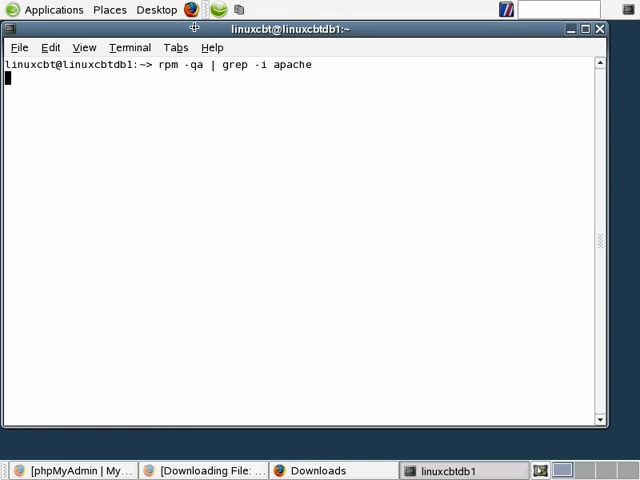 Applications Places Desktop
linuxcbt@linuxcbtdb1:~
File Edit View Terminal Tabs Help
linuxcbt@linuxcbtdb1:~> rpm -qa | grep -i apache
[phpMyAdmin | My... [Downloading File: ... Downloads linuxcbtdb1